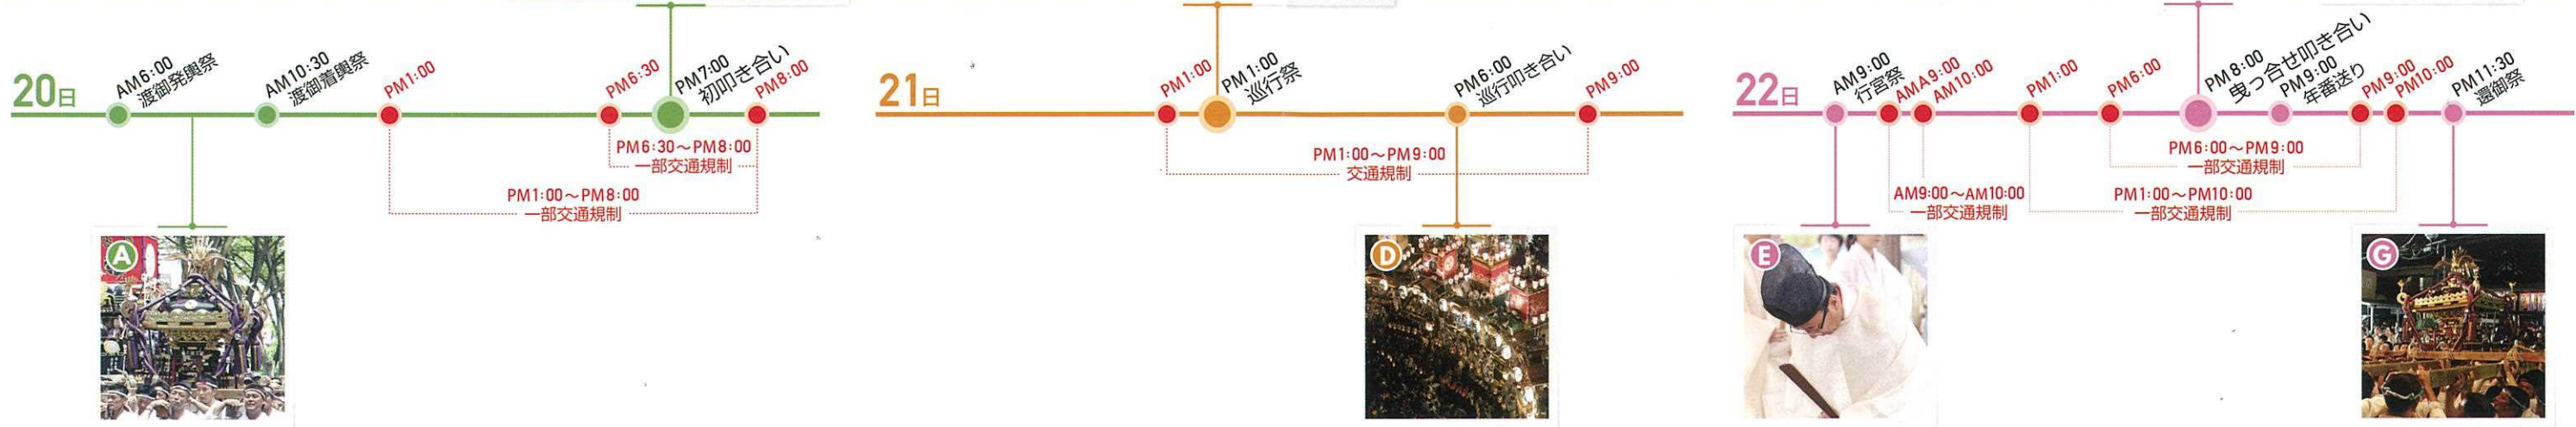 20日
AM6:00
渡御発輿祭
AM10:30
渡御着輿祭
PM1:00
PM6:30
PM7:00
初叩き合い
PM8:00
PM6:30～PM8:00
一部交通規制
PM1:00～PM8:00
一部交通規制
A
21日
PM1:00
PM1:00
巡行祭
PM6:00
巡行叩き合い
PM9:00
PM1:00～PM9:00
交通規制
D
22日
AM9:00
行宮祭
AMA9:00
AM10:00
PM1:00
PM6:00
PM8:00
曳っ合せ叩き合い
PM9:00
年番送り
PM9:00
PM10:00
PM11:30
還御祭
PM6:00～PM9:00
一部交通規制
AM9:00～AM10:00
一部交通規制
PM1:00～PM10:00
一部交通規制
E
G